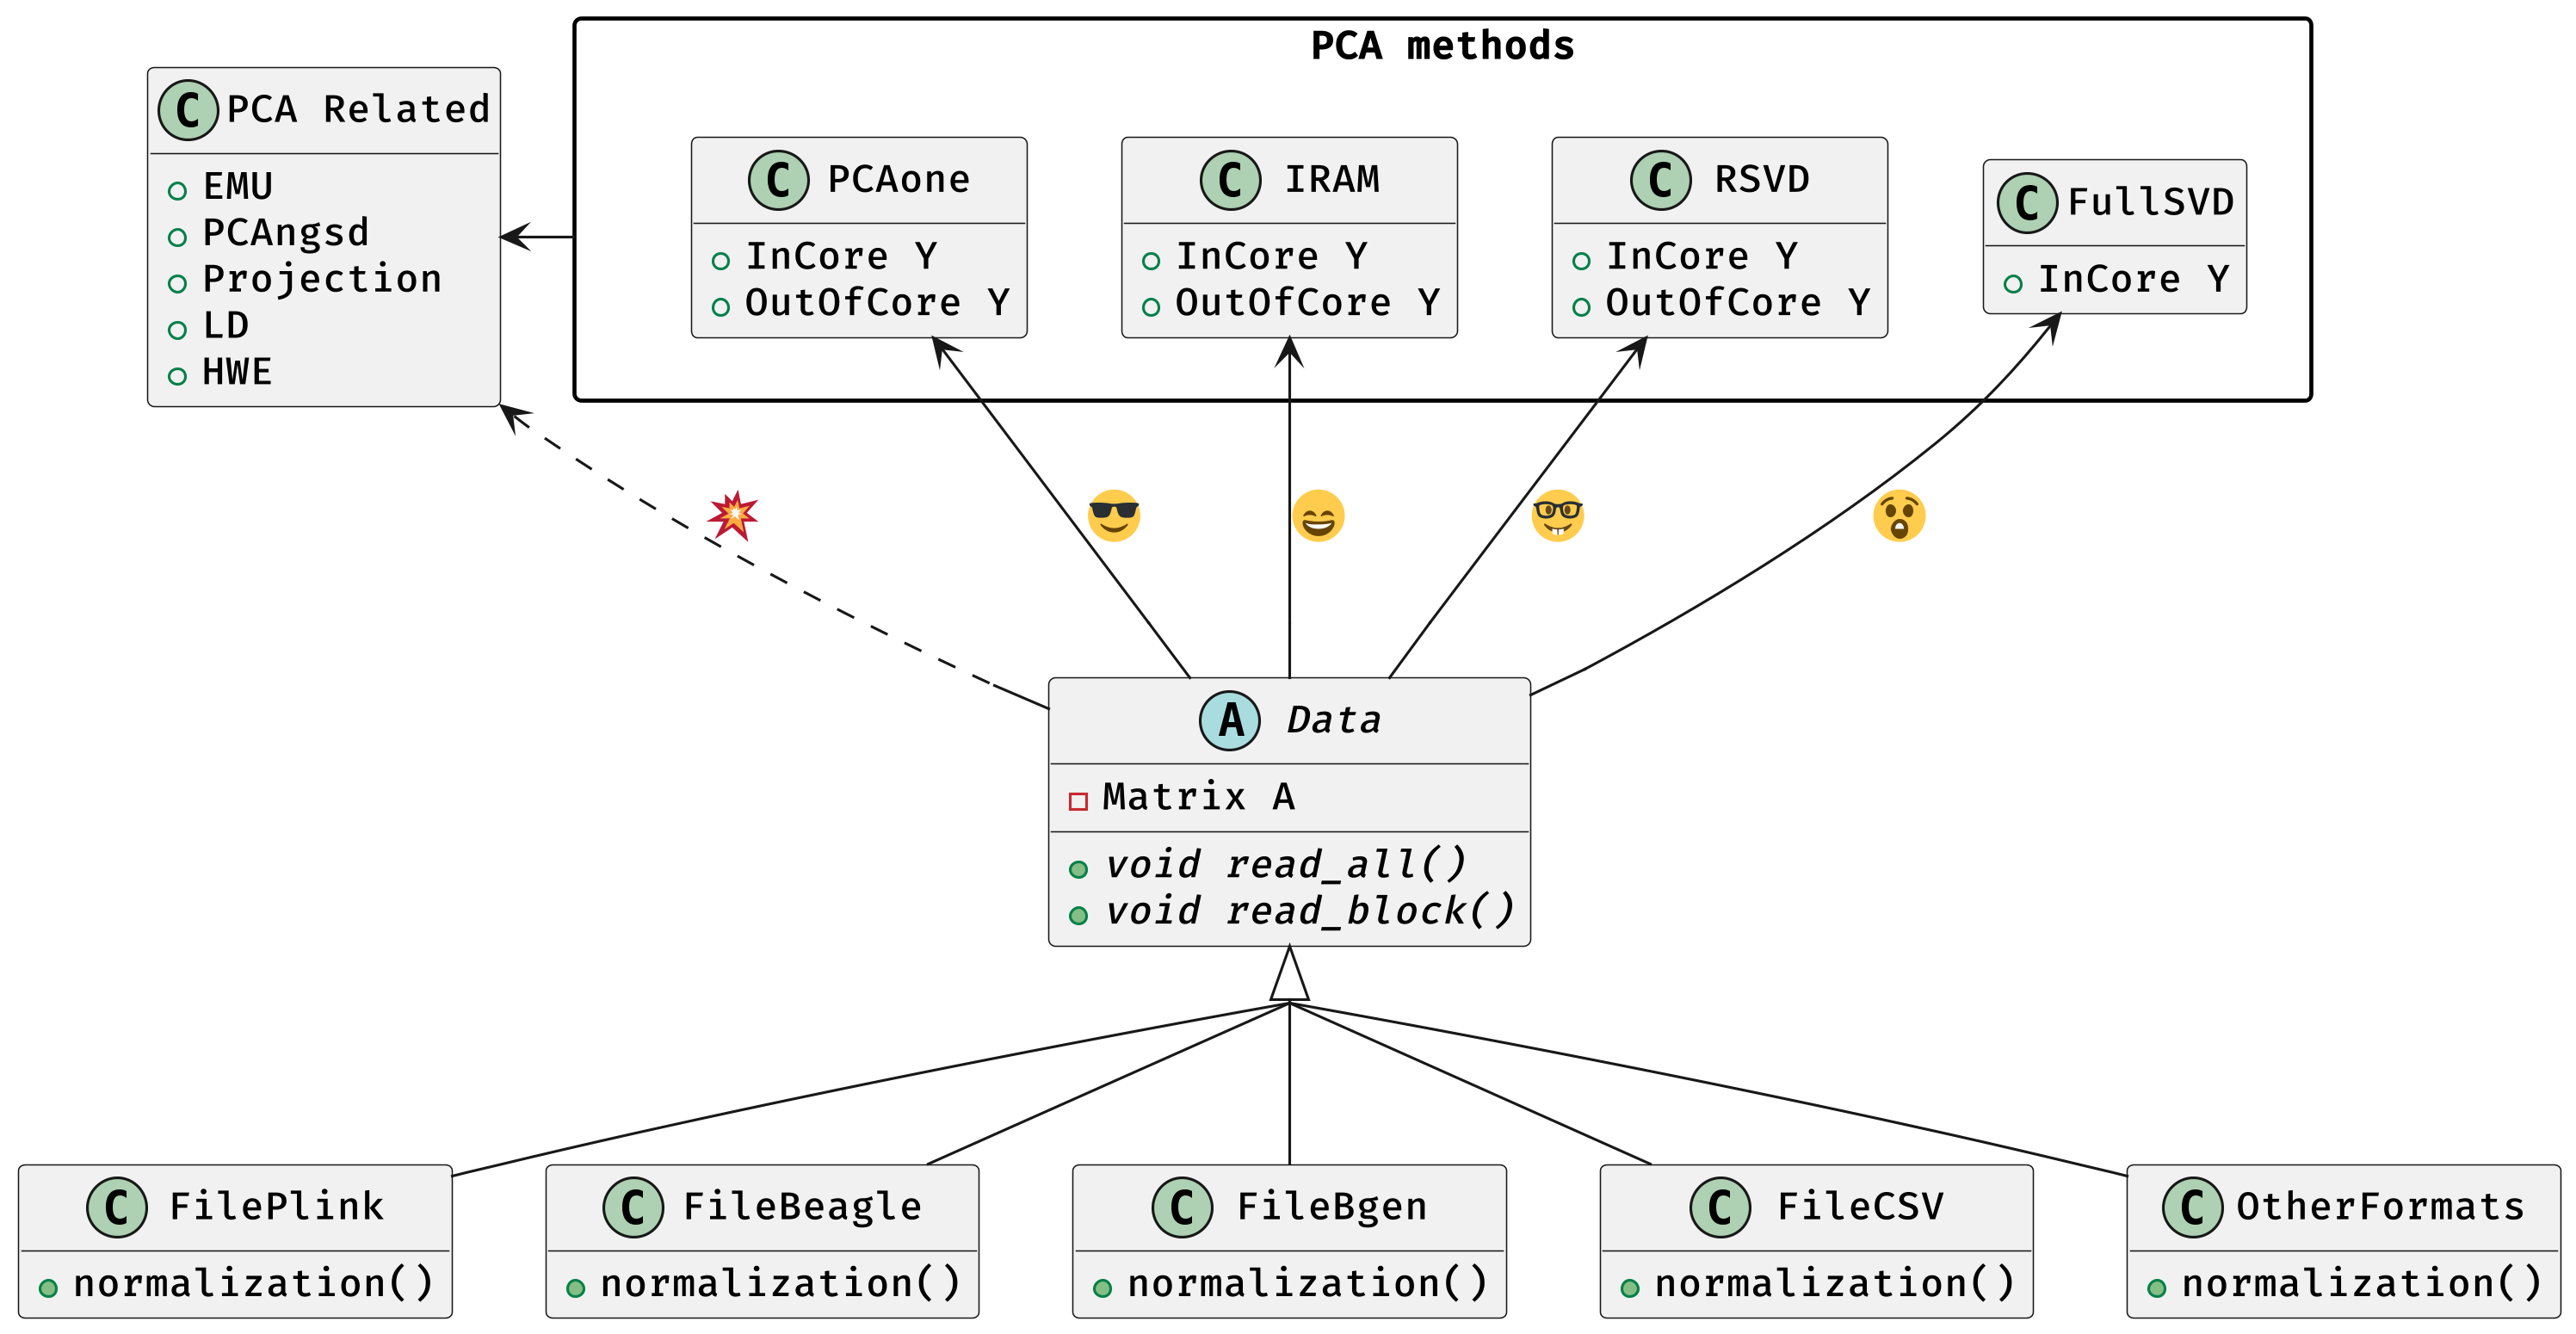 PCA methods
C PCA Related
EMU
PCAngsd
Projection
LD
HWE
C PCAone
InCore Y
OutOfCore Y
C IRAM
InCore Y
OutOfCore Y
C RSVD
InCore Y
OutOfCore Y
C FullSVD
InCore Y
A Data
Matrix A
void read_all()
void read_block()
C FilePlink
normalization()
C FileBeagle
normalization()
C FileBgen
normalization()
C FileCSV
normalization()
C OtherFormats
normalization()